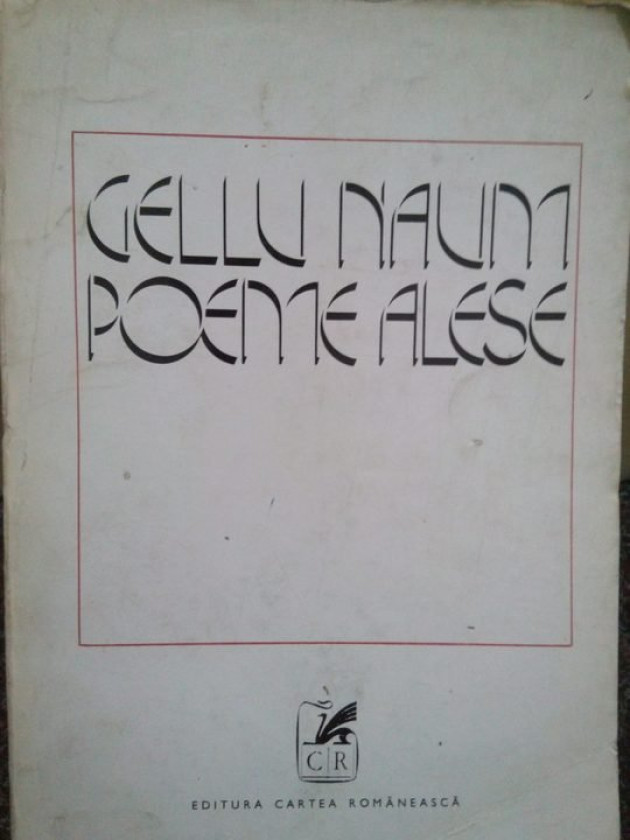 GELLU NAUM
POEME ALESE
CR
EDITURA CARTEA ROMÂNEASCĂ